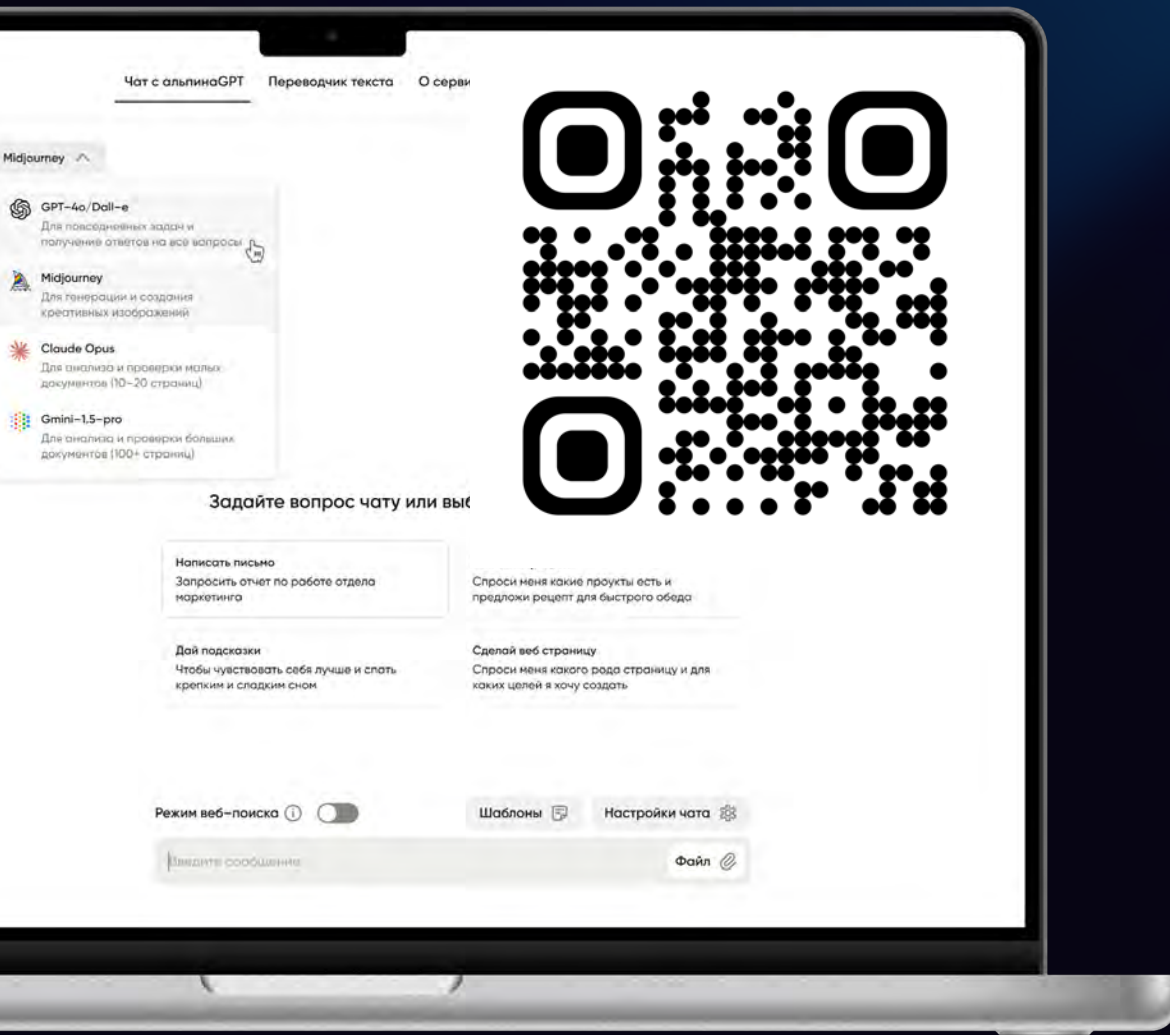 Чат с альпинаGPT Переводчик текста О серви
Midjourney
GPT-4o/Dall-e
Для повседневных задач и
получение ответов на все вопросы
Midjourney
Для генерации и создания
креативных изображений
Claude Opus
Для анализа и проверки малых
документов (10-20 страниц)
Gmini-1.5-pro
Для анализа и проверки больших
документов (100+ страниц)
Задайте вопрос чату или выб
Написать письмо
Запросить отчет по работе отдела
маркетинга
Спроси меня какие проукты есть и
предложи рецепт для быстрого обеда
Дай подсказки
Чтобы чувствовать себя лучше и спать
крепким и сладким сном
Сделай веб страницу
Спроси меня какого рода страницу и для
каких целей я хочу создать
Режим веб-поиска
Шаблоны
Настройки чата
Введите сообщение
Файл